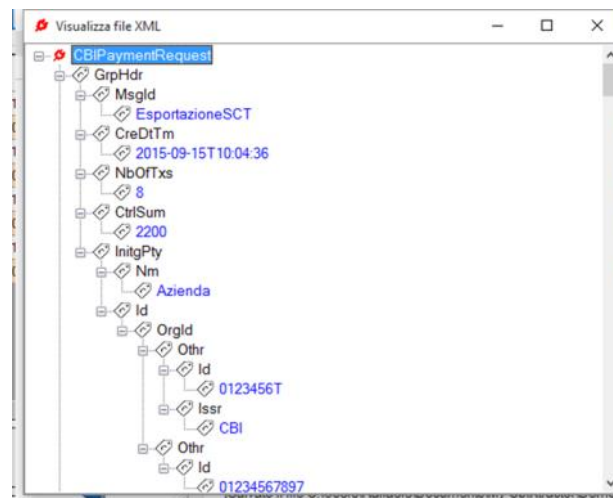 Visualizza file XML
CBIPaymentRequest
GrpHdr
MsgId
EsportazioneSCT
CreDtTm
2015-09-15T10:04:36
NbOfTxs
8
CtrlSum
2200
InitgPty
Nm
Azienda
Id
OrgId
Othr
Id
0123456T
Issr
CBI
Othr
Id
01234567897